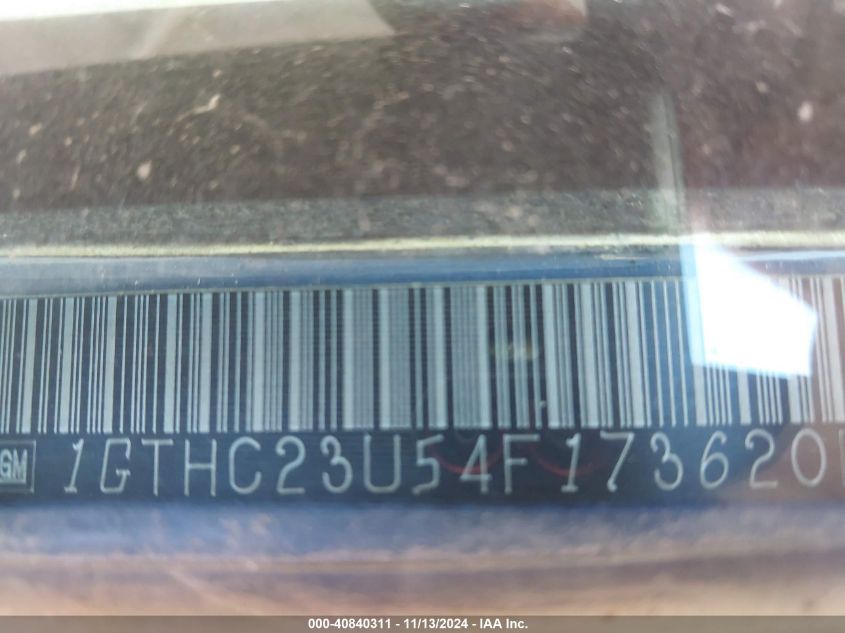 GM 1GTHC23U54F173620
000-40840311 - 11/13/2024 - IAA Inc.